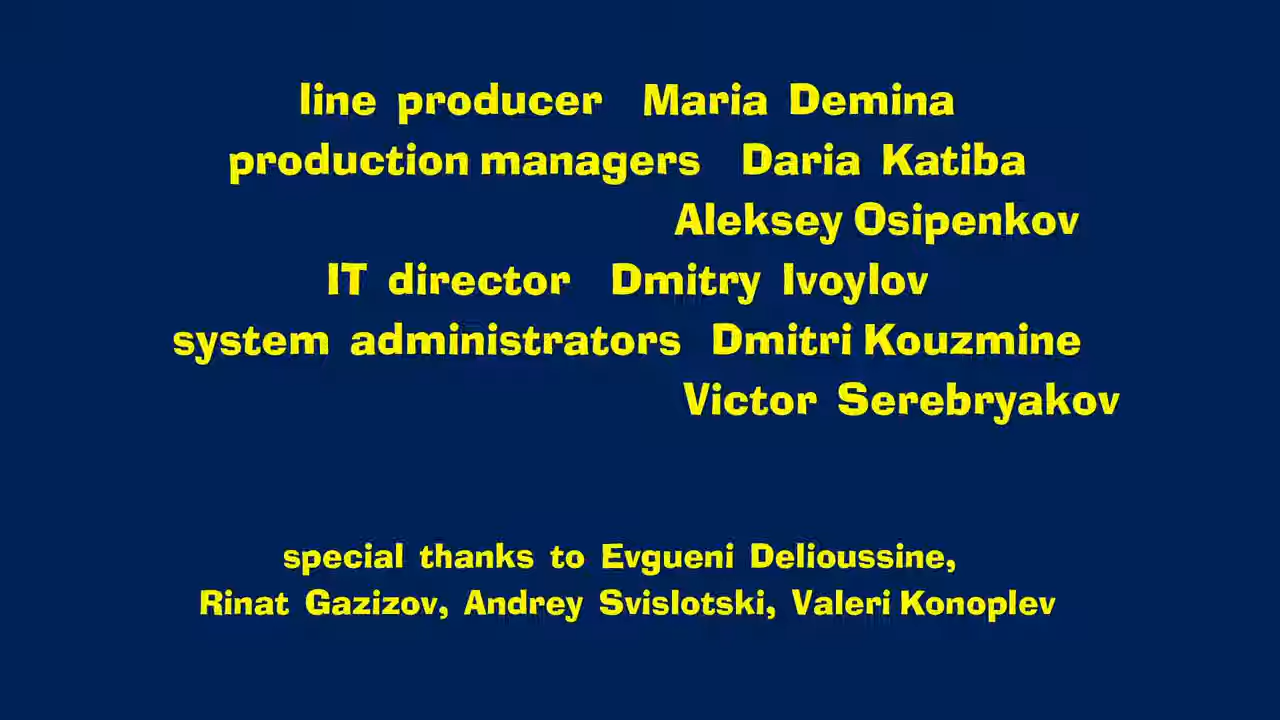 line producer Maria Demina
production managers Daria Katiba
Aleksey Osipenkov
IT director Dmitry Ivoylov
system administrators Dmitri Kouzmine
Victor Serebryakov
special thanks to Evgueni Delioussine,
Rinat Gazizov, Andrey Svislotski, Valeri Konoplev